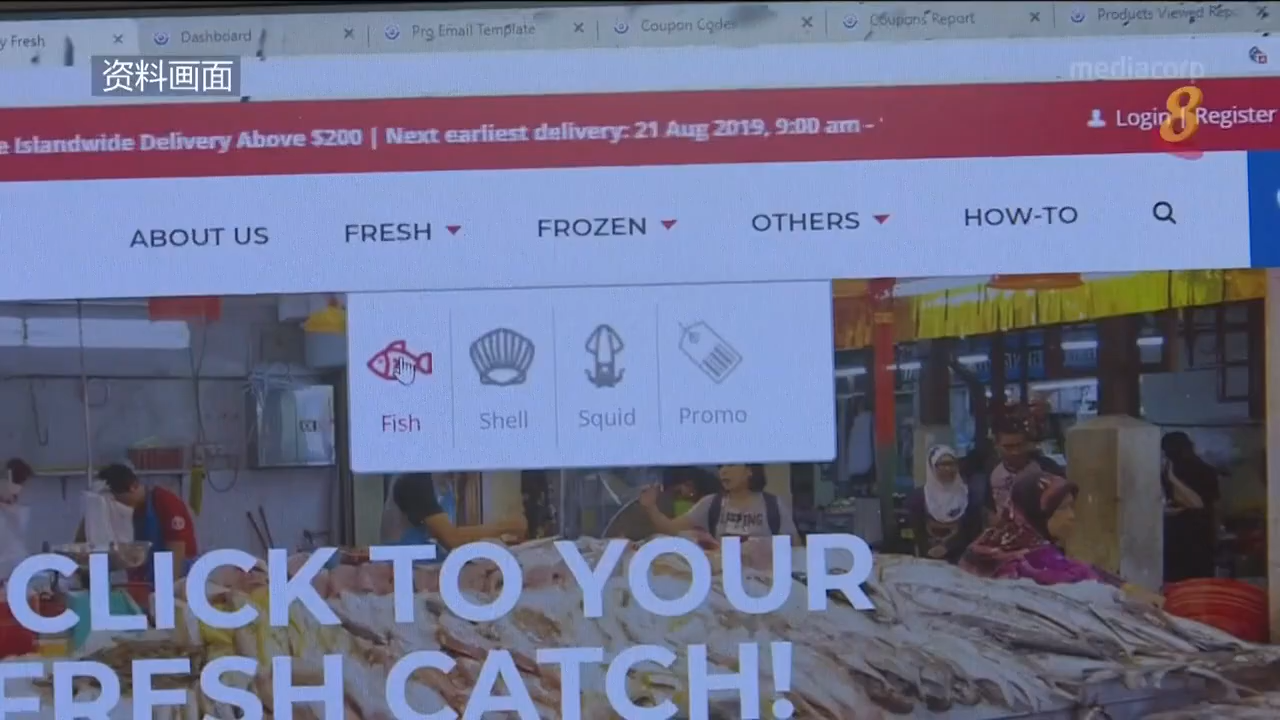 y Fresh
Dashboard
Prg Email Template
Coupon Codes
Coupons Report
Products Viewed Rep
资料画面
mediacorp
8
e Islandwide Delivery Above $200 | Next earliest delivery: 21 Aug 2019, 9:00 am -
Login | Register
ABOUT US
FRESH
FROZEN
OTHERS
HOW-TO
Fish
Shell
Squid
Promo
CLICK TO YOUR
FRESH CATCH!